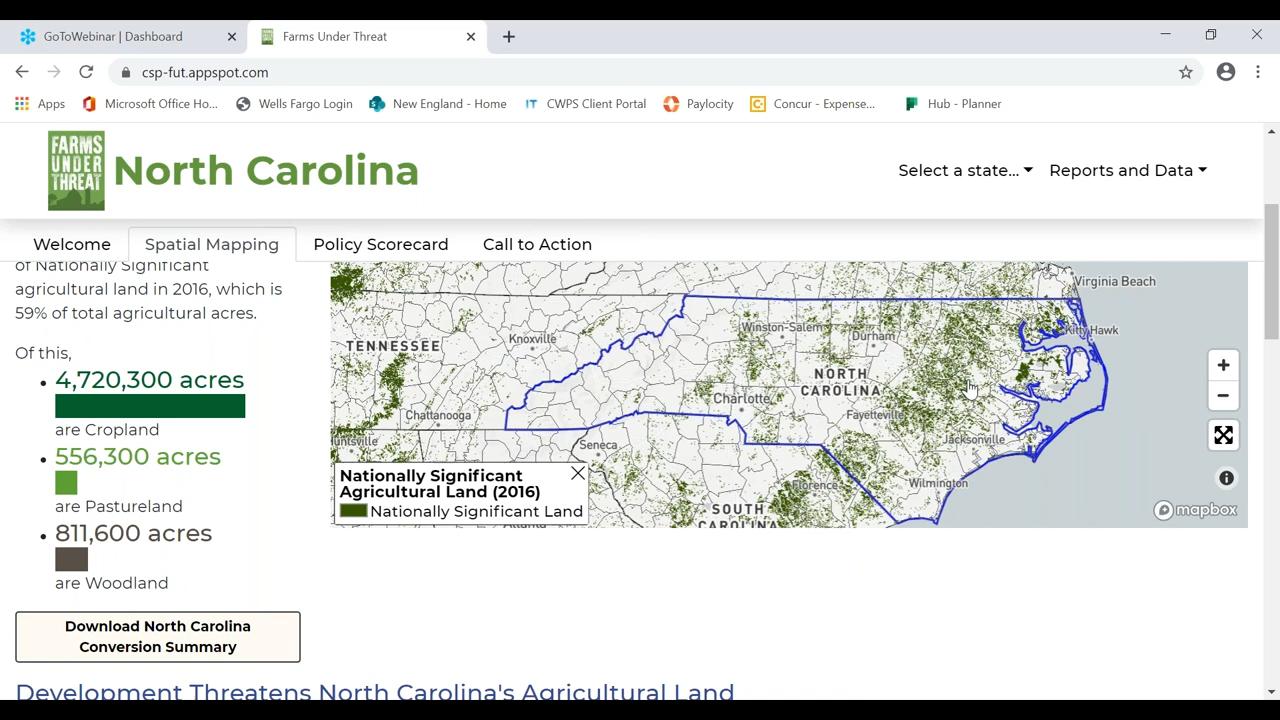 GoToWebinar | Dashboard
Farms Under Threat
csp-fut.appspot.com
Apps
Microsoft Office Ho...
Wells Fargo Login
New England - Home
IT CWPS Client Portal
Paylocity
Concur - Expense...
Hub - Planner
FARMS
UNDER
THREAT
North Carolina
Select a state...
Reports and Data
Welcome
Spatial Mapping
Policy Scorecard
Call to Action
of Nationally Significant
agricultural land in 2016, which is
59% of total agricultural acres.
Of this,
4,720,300 acres
are Cropland
556,300 acres
are Pastureland
811,600 acres
are Woodland
Download North Carolina
Conversion Summary
Virginia Beach
Kitty Hawk
Winston-Salem
Durham
Knoxville
TENNESSEE
NORTH
CAROLINA
Charlotte
Fayetteville
Chattanooga
Jacksonville
Huntsville
Seneca
Wilmington
Florence
SOUTH
CAROLINA
Atlanta
Nationally Significant
Agricultural Land (2016)
Nationally Significant Land
mapbox
Development Threatens North Carolina's Agricultural Land